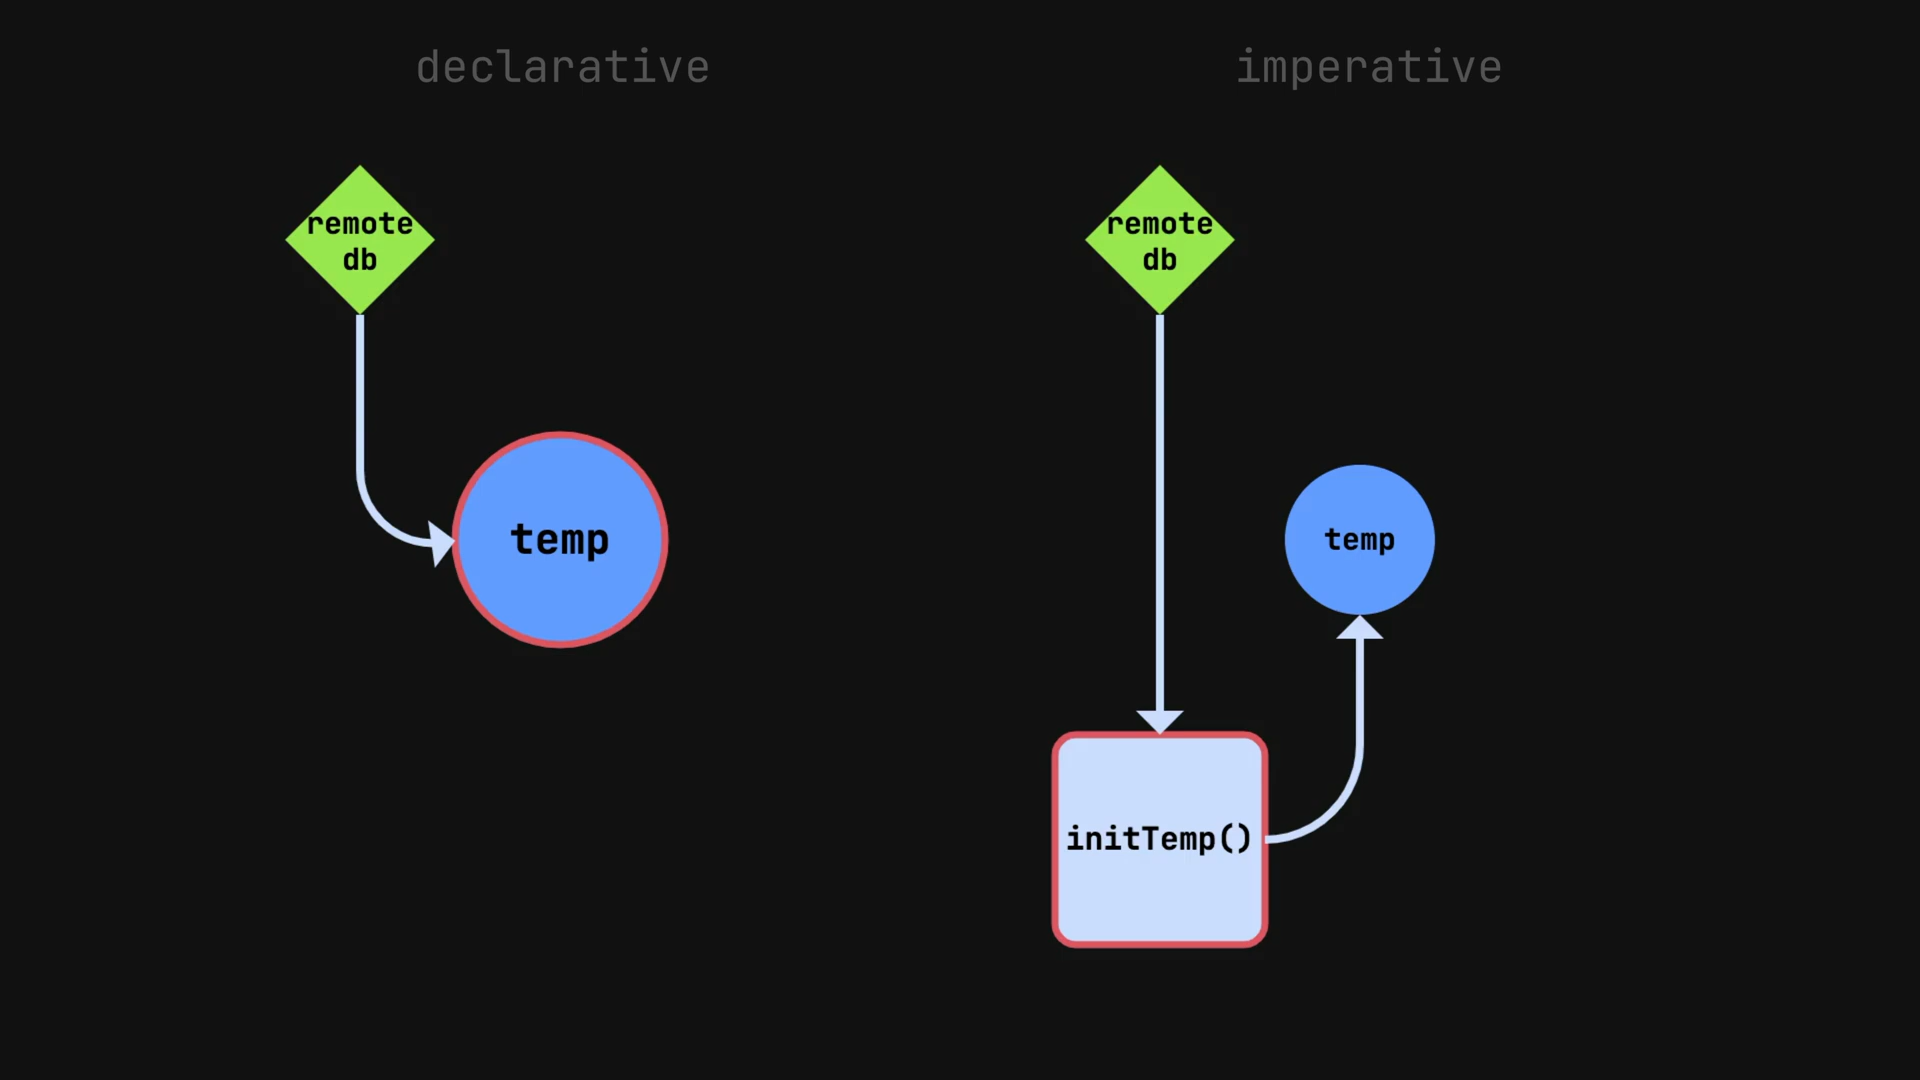 declarative
imperative
remote
db
remote
db
temp
temp
initTemp()